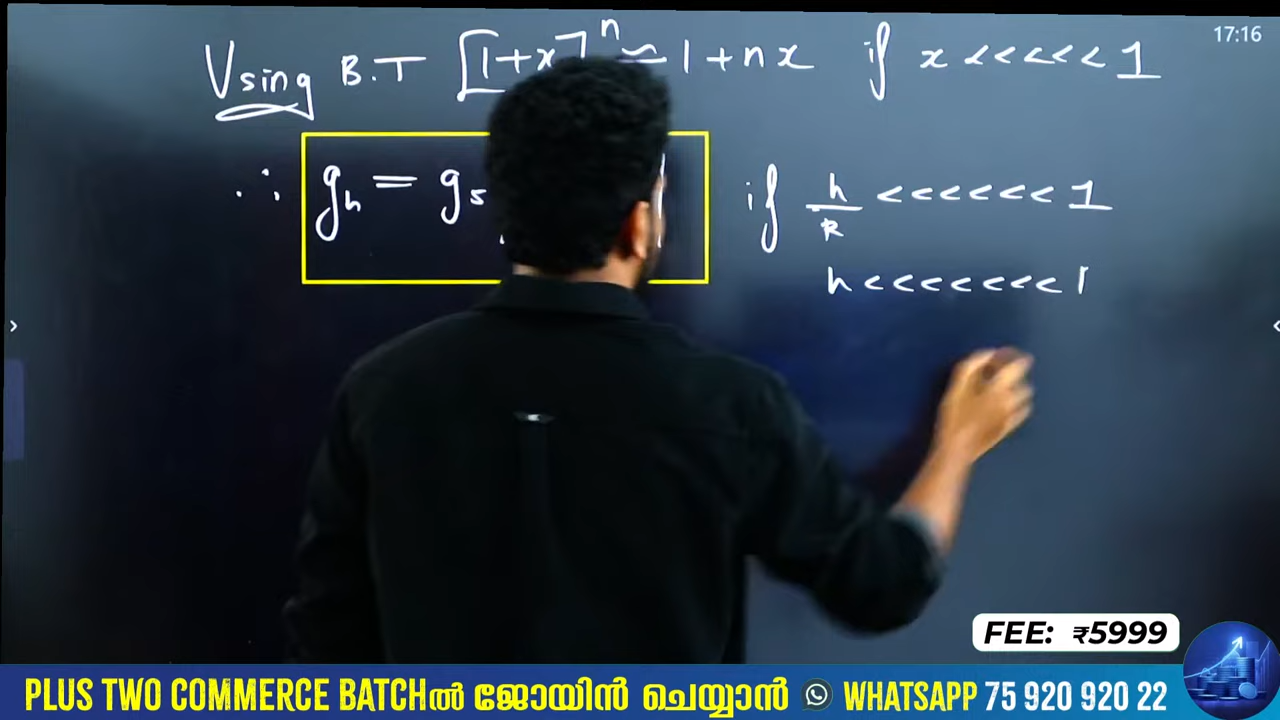 17:16
Using B.T [1+x]ⁿ ≈ 1+nx if x <<<<< 1
∴ gₕ = gₛ if h/R <<<<<< 1
h <<<<<<< 1
FEE: ₹5999
PLUS TWO COMMERCE BATCHൽ ജോയിൻ ചെയ്യാൻ WHATSAPP 75 920 920 22